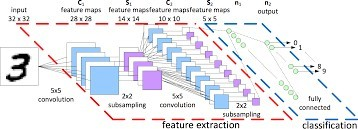 input 32 x 32
C₁ feature maps 28 x 28
S₁ feature maps 14 x 14
C₂ feature maps 10 x 10
S₂ feature maps 5 x 5
n₁
n₂ output
3
0
1
8
9
5x5 convolution
2x2 subsampling
5x5 convolution
2x2 subsampling
fully connected
feature extraction
classification